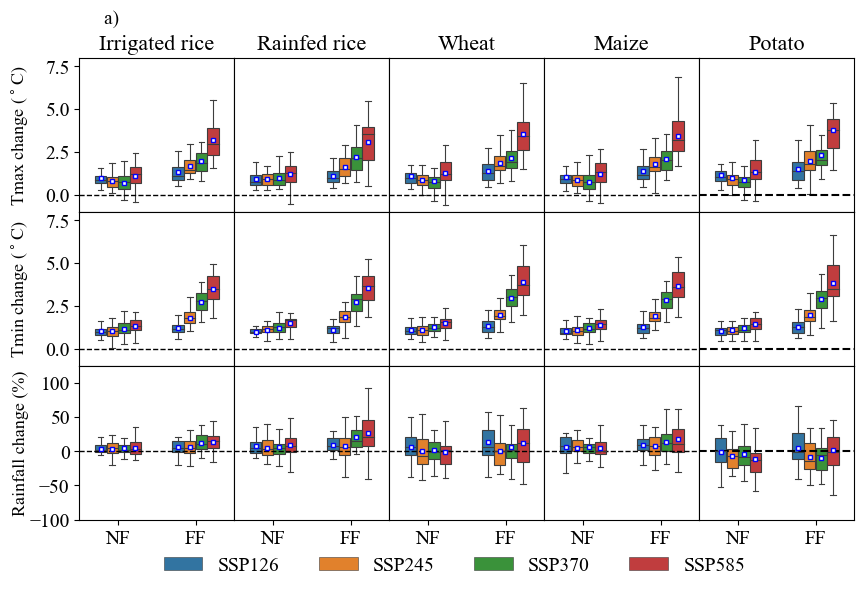 a)
Irrigated rice Rainfed rice Wheat Maize Potato
Tmax change (°C)
7.5
5.0
2.5
0.0
Tmin change (°C)
7.5
5.0
2.5
0.0
Rainfall change (%)
100
50
0
−50
−100
NF FF NF FF NF FF NF FF NF FF
SSP126 SSP245 SSP370 SSP585